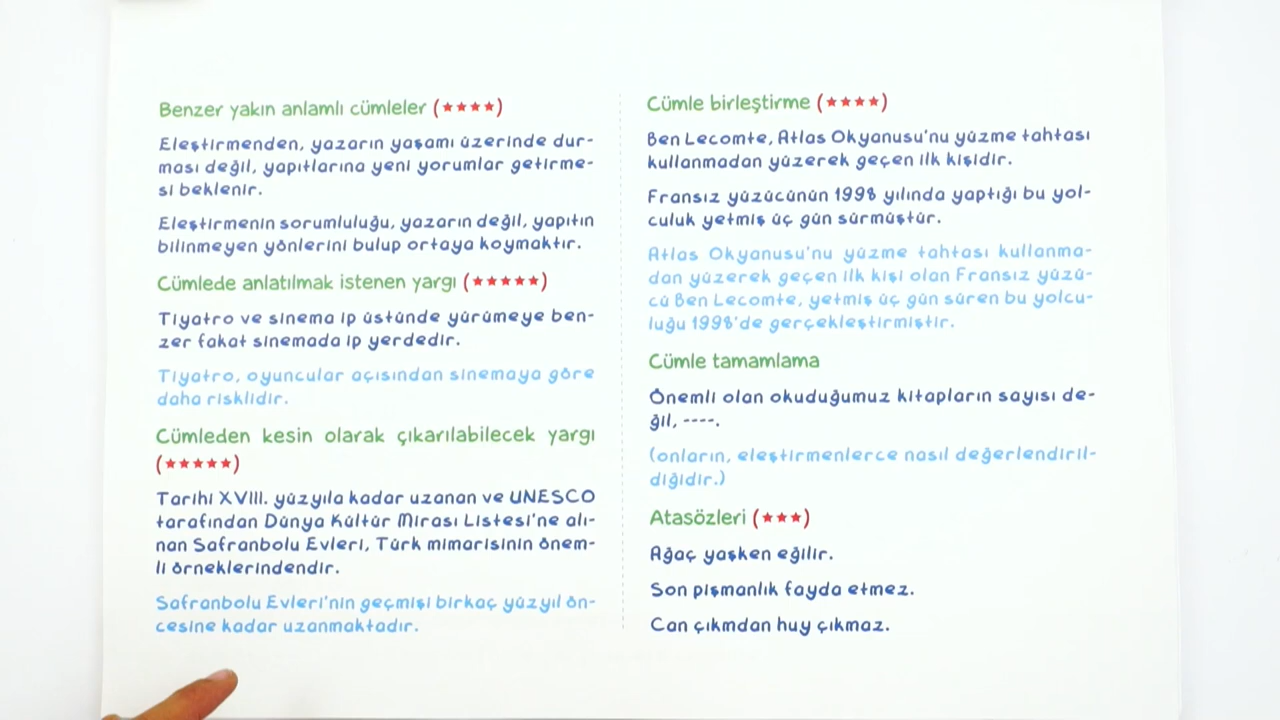 Benzer yakın anlamlı cümleler (★★★★)
Eleştirmenden, yazarın yaşamı üzerinde dur-
ması değil, yapıtlarına yeni yorumlar getirme-
si beklenir.
Eleştirmenin sorumluluğu, yazarın değil, yapıtın
bilinmeyen yönlerini bulup ortaya koymaktır.
Cümlede anlatılmak istenen yargı (★★★★★)
Tiyatro ve sinema ip üstünde yürümeye ben-
zer fakat sinemada ip yerdedir.
Tiyatro, oyuncular açısından sinemaya göre
daha risklidir.
Cümleden kesin olarak çıkarılabilecek yargı
(★★★★★)
Tarihi XVIII. yüzyıla kadar uzanan ve UNESCO
tarafından Dünya Kültür Mirası Listesi'ne alı-
nan Safranbolu Evleri, Türk mimarisinin önem-
li örneklerindendir.
Safranbolu Evleri'nin geçmişi birkaç yüzyıl ön-
cesine kadar uzanmaktadır.
Cümle birleştirme (★★★★)
Ben Lecomte, Atlas Okyanusu'nu yüzme tahtası
kullanmadan yüzerek geçen ilk kişidir.
Fransız yüzücünün 1998 yılında yaptığı bu yol-
culuk yetmiş üç gün sürmüştür.
Atlas Okyanusu'nu yüzme tahtası kullanma-
dan yüzerek geçen ilk kişi olan Fransız yüzü-
cü Ben Lecomte, yetmiş üç gün süren bu yolcu-
luğu 1998'de gerçekleştirmiştir.
Cümle tamamlama
Önemli olan okuduğumuz kitapların sayısı de-
ğil, ----.
(onların, eleştirmenlerce nasıl değerlendiril-
diğidir.)
Atasözleri (★★★)
Ağaç yaşken eğilir.
Son pişmanlık fayda etmez.
Can çıkmdan huy çıkmaz.